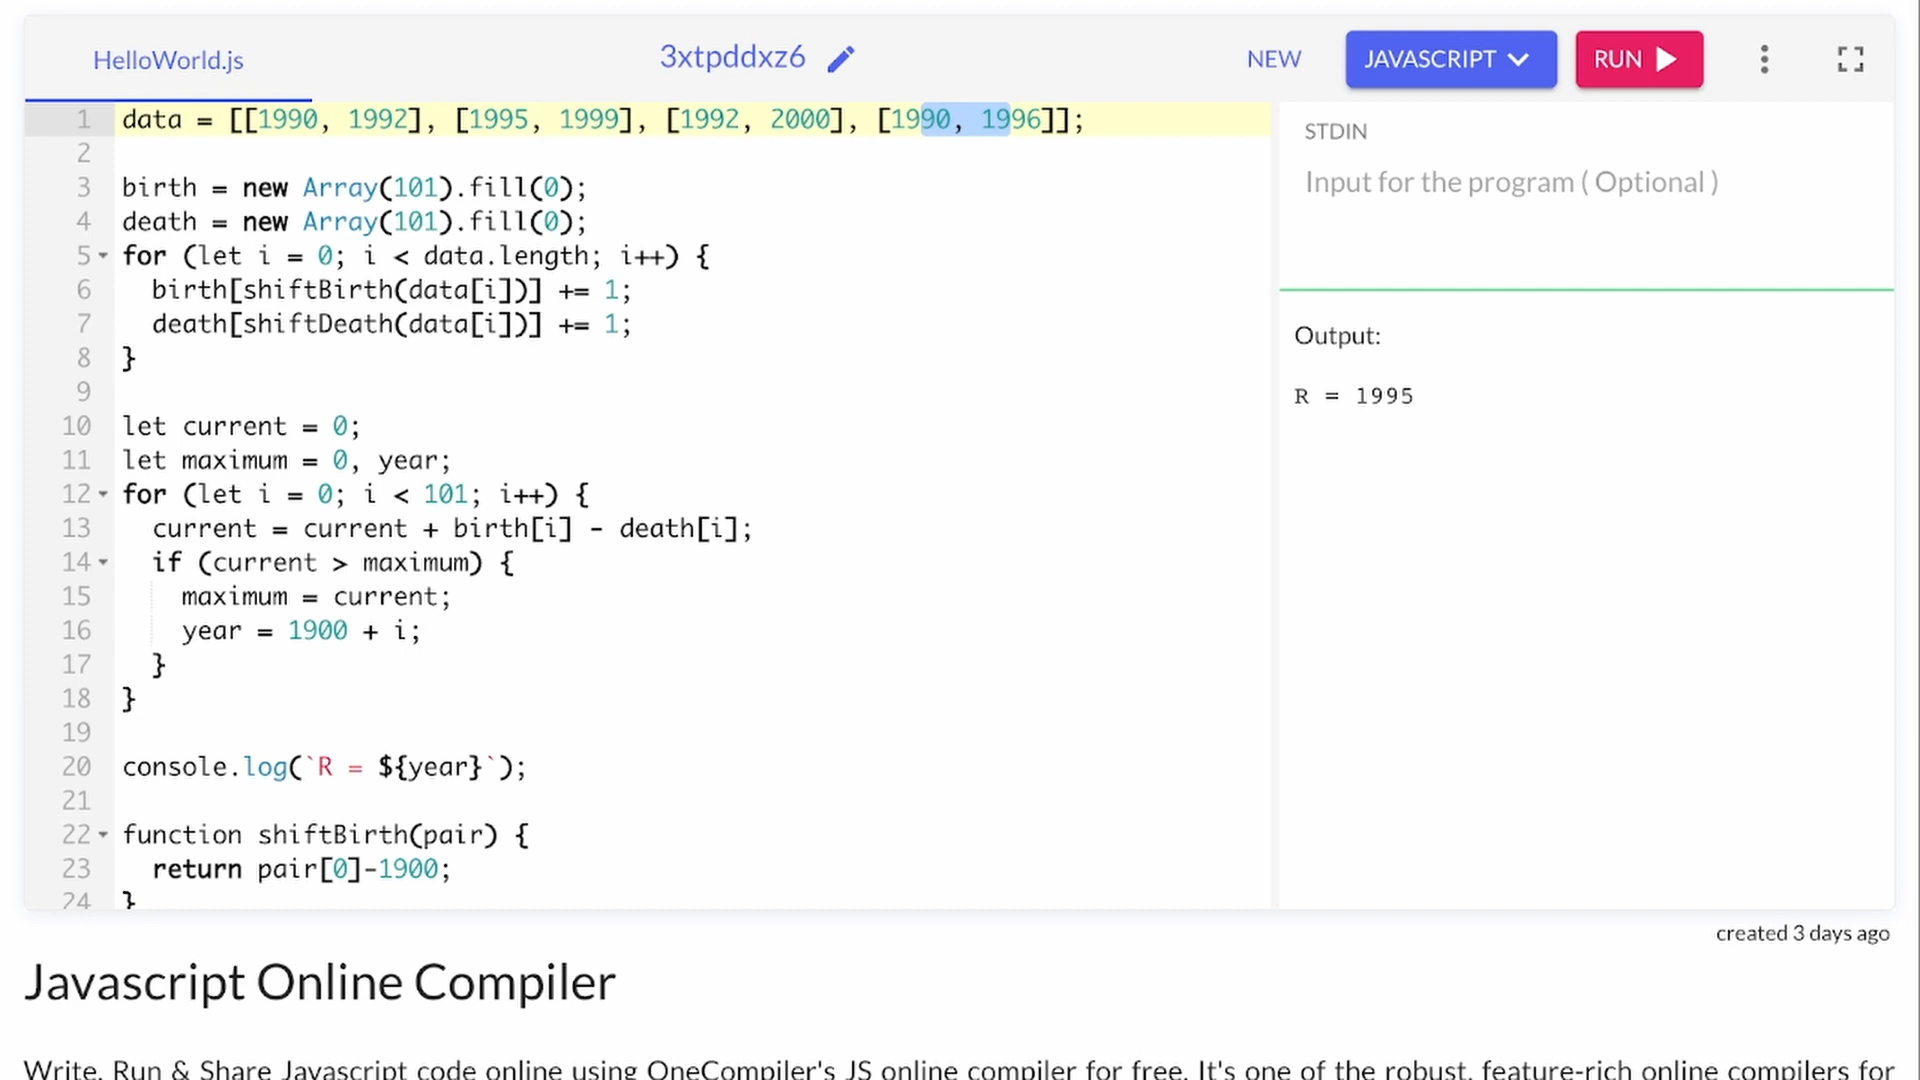 HelloWorld.js
3xtpddxz6
NEW
JAVASCRIPT
RUN
1 data = [[1990, 1992], [1995, 1999], [1992, 2000], [1990, 1996]];
2
3 birth = new Array(101).fill(0);
4 death = new Array(101).fill(0);
5 for (let i = 0; i < data.length; i++) {
6 birth[shiftBirth(data[i])] += 1;
7 death[shiftDeath(data[i])] += 1;
8 }
9
10 let current = 0;
11 let maximum = 0, year;
12 for (let i = 0; i < 101; i++) {
13 current = current + birth[i] - death[i];
14 if (current > maximum) {
15 maximum = current;
16 year = 1900 + i;
17 }
18 }
19
20 console.log(`R = ${year}`);
21
22 function shiftBirth(pair) {
23 return pair[0]-1900;
24 }
STDIN
Input for the program ( Optional )
Output:
R = 1995
created 3 days ago
Javascript Online Compiler
Write, Run & Share Javascript code online using OneCompiler's JS online compiler for free. It's one of the robust, feature-rich online compilers for